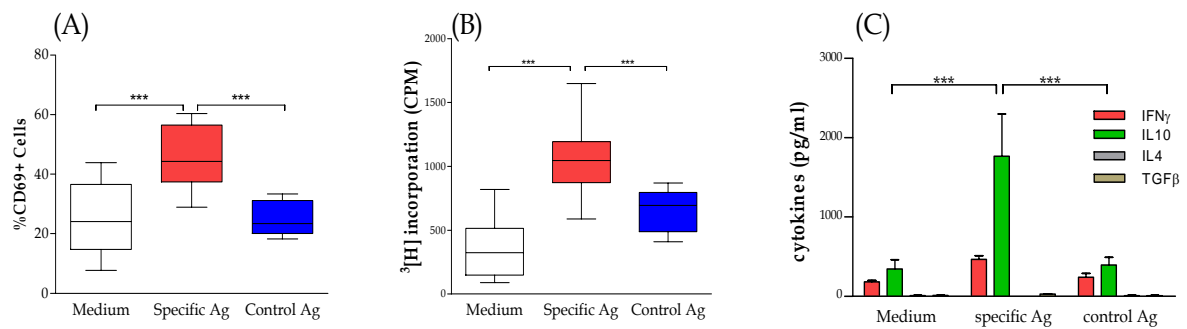 (A)
%CD69+ Cells
80
60
40
20
0
*** ***
Medium Specific Ag Control Ag
(B)
³[H] incorporation (CPM)
2000
1500
1000
500
0
*** ***
Medium Specific Ag Control Ag
(C)
cytokines (pg/ml)
3000
2000
1000
0
*** ***
IFNγ
IL10
IL4
TGFβ
Medium specific Ag control Ag